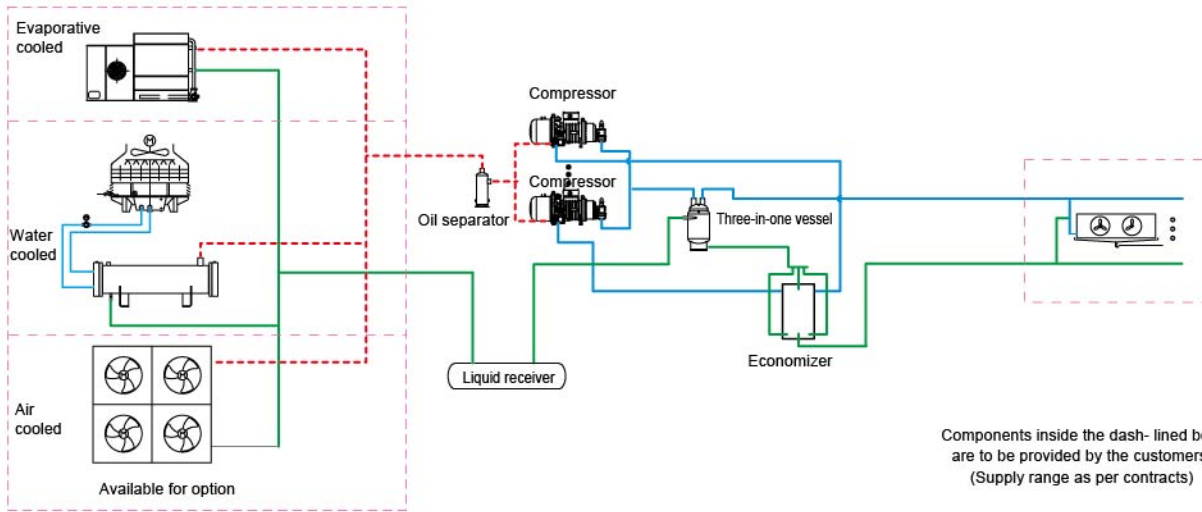 Evaporative
cooled
Compressor
Compressor
Oil separator
Three-in-one vessel
Water
cooled
M
Economizer
Liquid receiver
Air
cooled
Available for option
Components inside the dash- lined
are to be provided by the customers
(Supply range as per contracts)